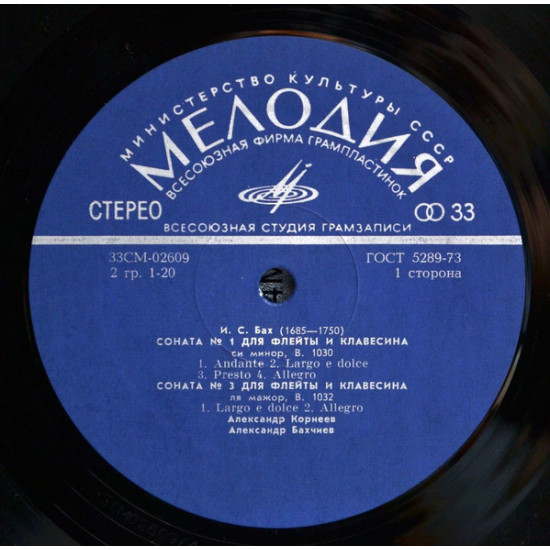 МИНИСТЕРСТВО КУЛЬТУРЫ СССР
МЕЛОДИЯ
ВСЕСОЮЗНАЯ ФИРМА ГРАМПЛАСТИНОК
СТЕРЕО
33
ВСЕСОЮЗНАЯ СТУДИЯ ГРАМЗАПИСИ
33СМ-02609 ГОСТ 5289-73
2 гр. 1-20 1 сторона
И. С. Бах (1685—1750)
СОНАТА № 1 ДЛЯ ФЛЕЙТЫ И КЛАВЕСИНА
си минор, В. 1030
1. Andante 2. Largo e dolce
3. Presto 4. Allegro
СОНАТА № 3 ДЛЯ ФЛЕЙТЫ И КЛАВЕСИНА
ля мажор, В. 1032
1. Largo e dolce 2. Allegro
Александр Корнеев
Александр Бахчиев